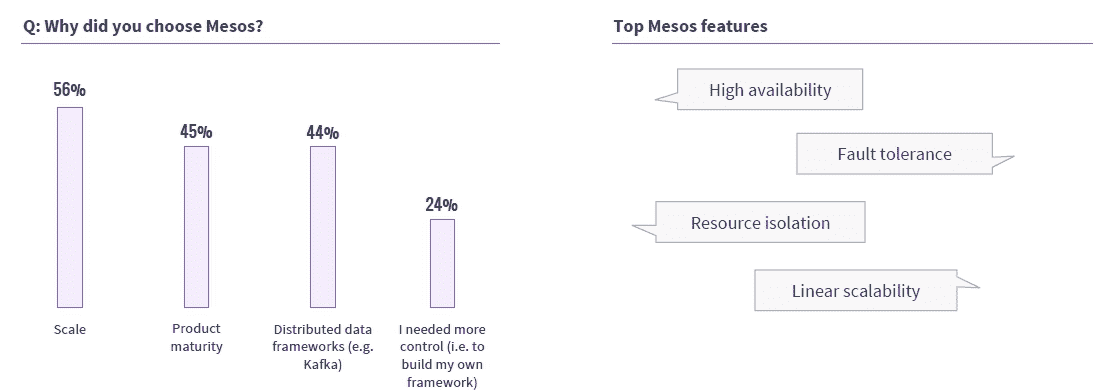 Q: Why did you choose Mesos?
56%
45%
44%
24%
Scale
Product
maturity
Distributed data
frameworks (e.g.
Kafka)
I needed more
control (i.e. to
build my own
framework)
Top Mesos features
High availability
Fault tolerance
Resource isolation
Linear scalability